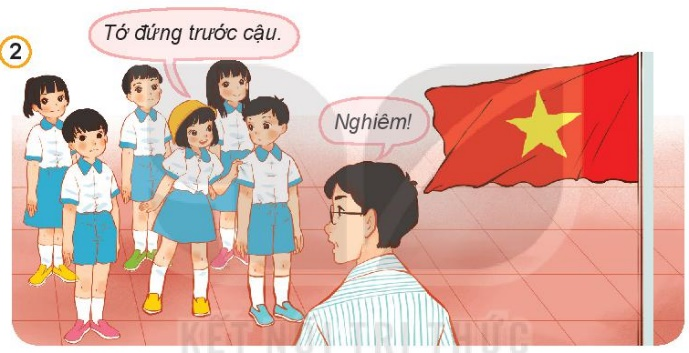 2
Tớ đứng trước cậu.
Nghiêm!
KẾT NỐI TRI THỨC